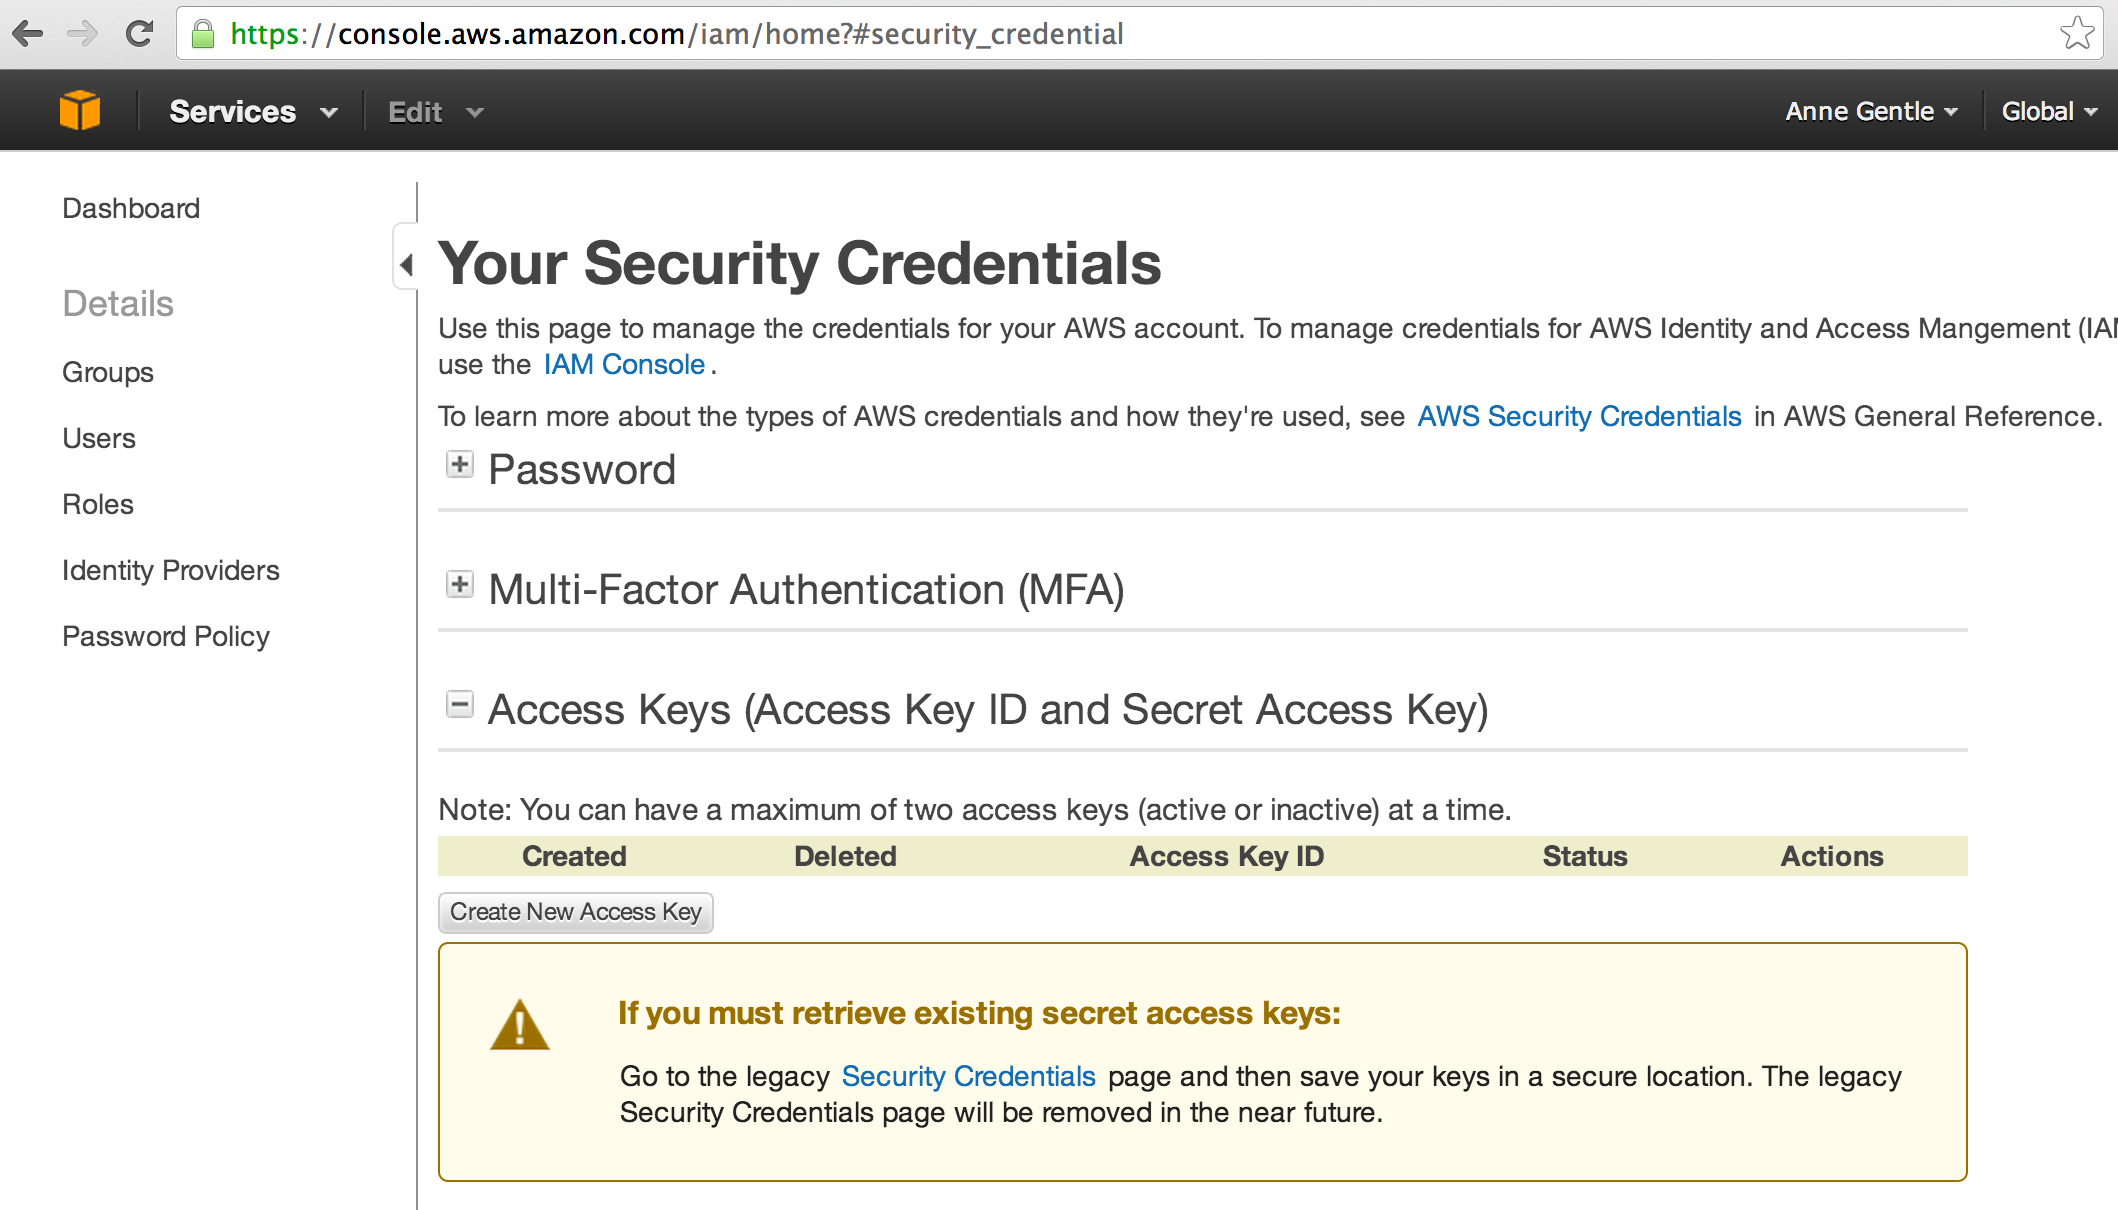 https://console.aws.amazon.com/iam/home?#security_credential
Services Edit Anne Gentle Global
Dashboard
Details
Groups
Users
Roles
Identity Providers
Password Policy
Your Security Credentials
Use this page to manage the credentials for your AWS account. To manage credentials for AWS Identity and Access Mangement (IAM
use the IAM Console .
To learn more about the types of AWS credentials and how they're used, see AWS Security Credentials in AWS General Reference.
Password
Multi-Factor Authentication (MFA)
Access Keys (Access Key ID and Secret Access Key)
Note: You can have a maximum of two access keys (active or inactive) at a time.
Created Deleted Access Key ID Status Actions
Create New Access Key
If you must retrieve existing secret access keys:
Go to the legacy Security Credentials page and then save your keys in a secure location. The legacy
Security Credentials page will be removed in the near future.